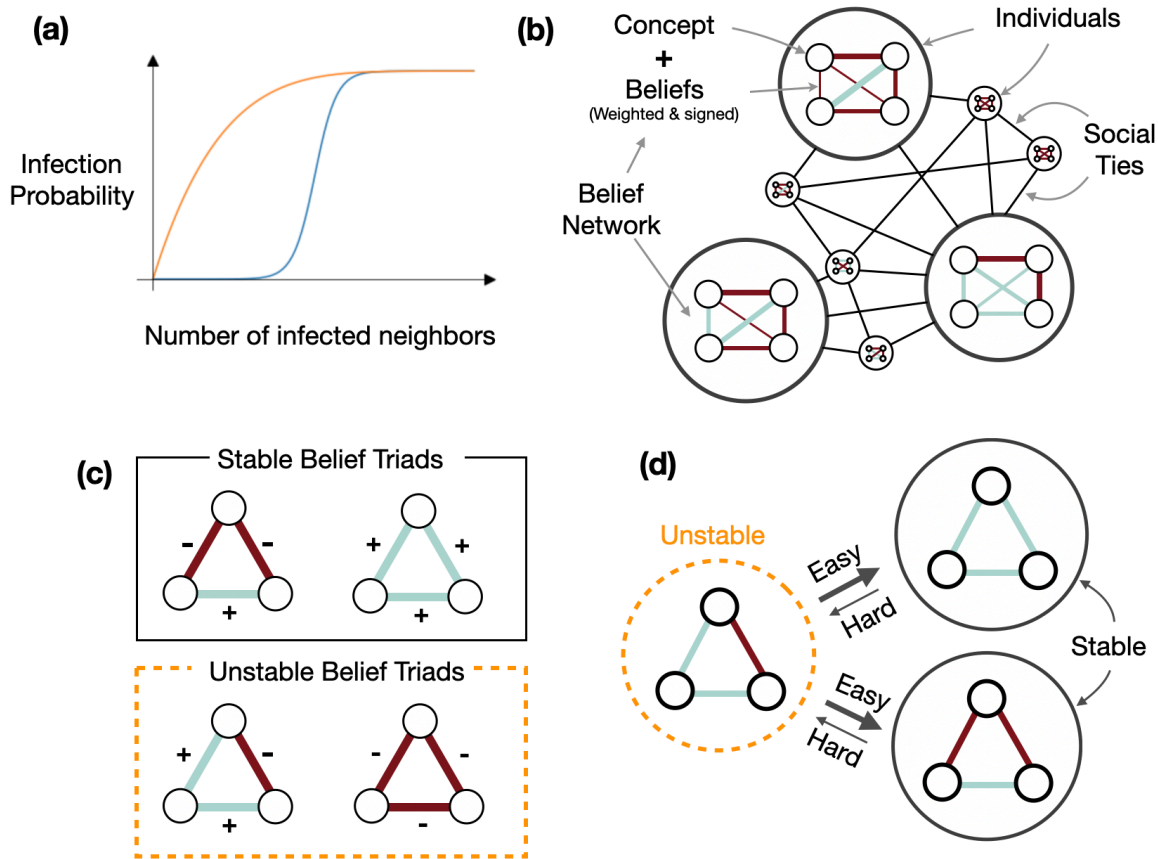 (a)
Infection
Probability
Number of infected neighbors
(b)
Concept
+
Beliefs
(Weighted & signed)
Belief
Network
Individuals
Social
Ties
(c)
Stable Belief Triads
- -
+
+ +
+
Unstable Belief Triads
+ -
+
- -
-
(d)
Unstable
Easy
Hard
Easy
Hard
Stable